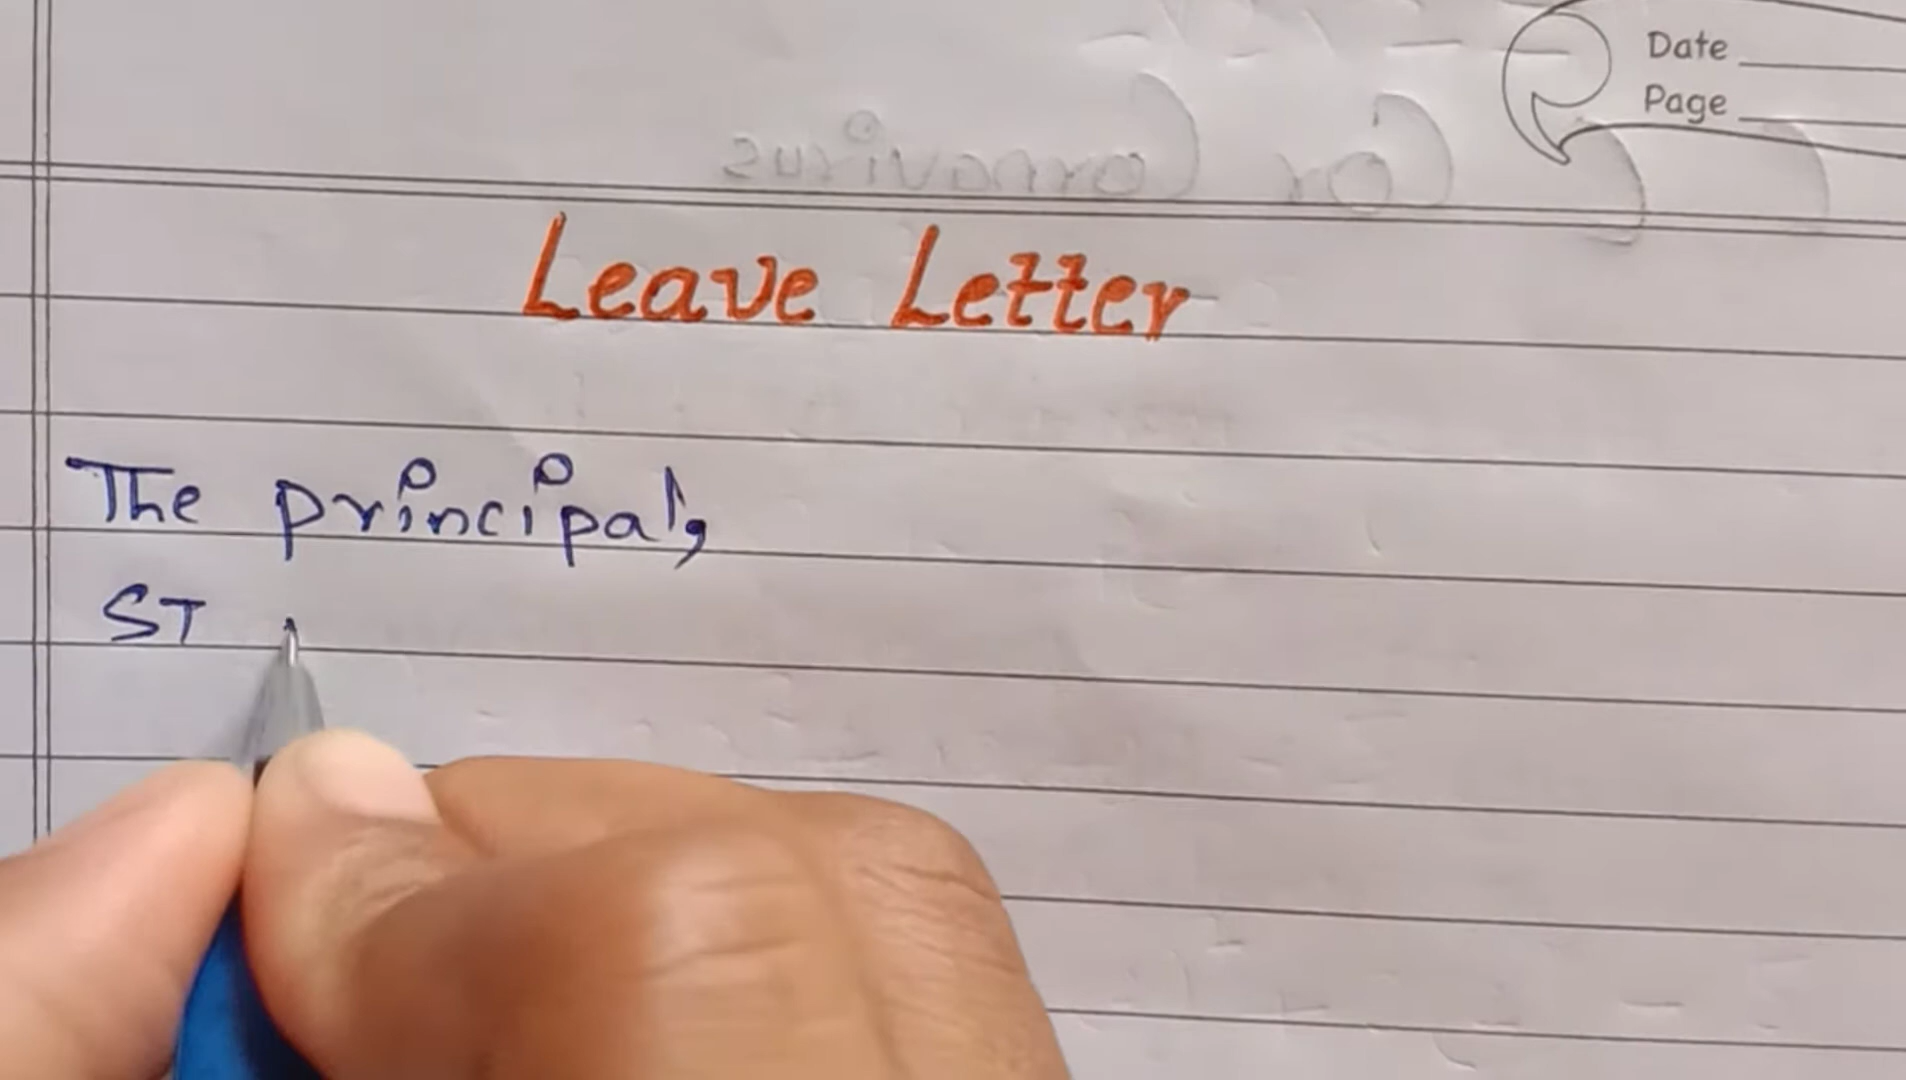 Date
Page
Leave Letter
The principal,
ST